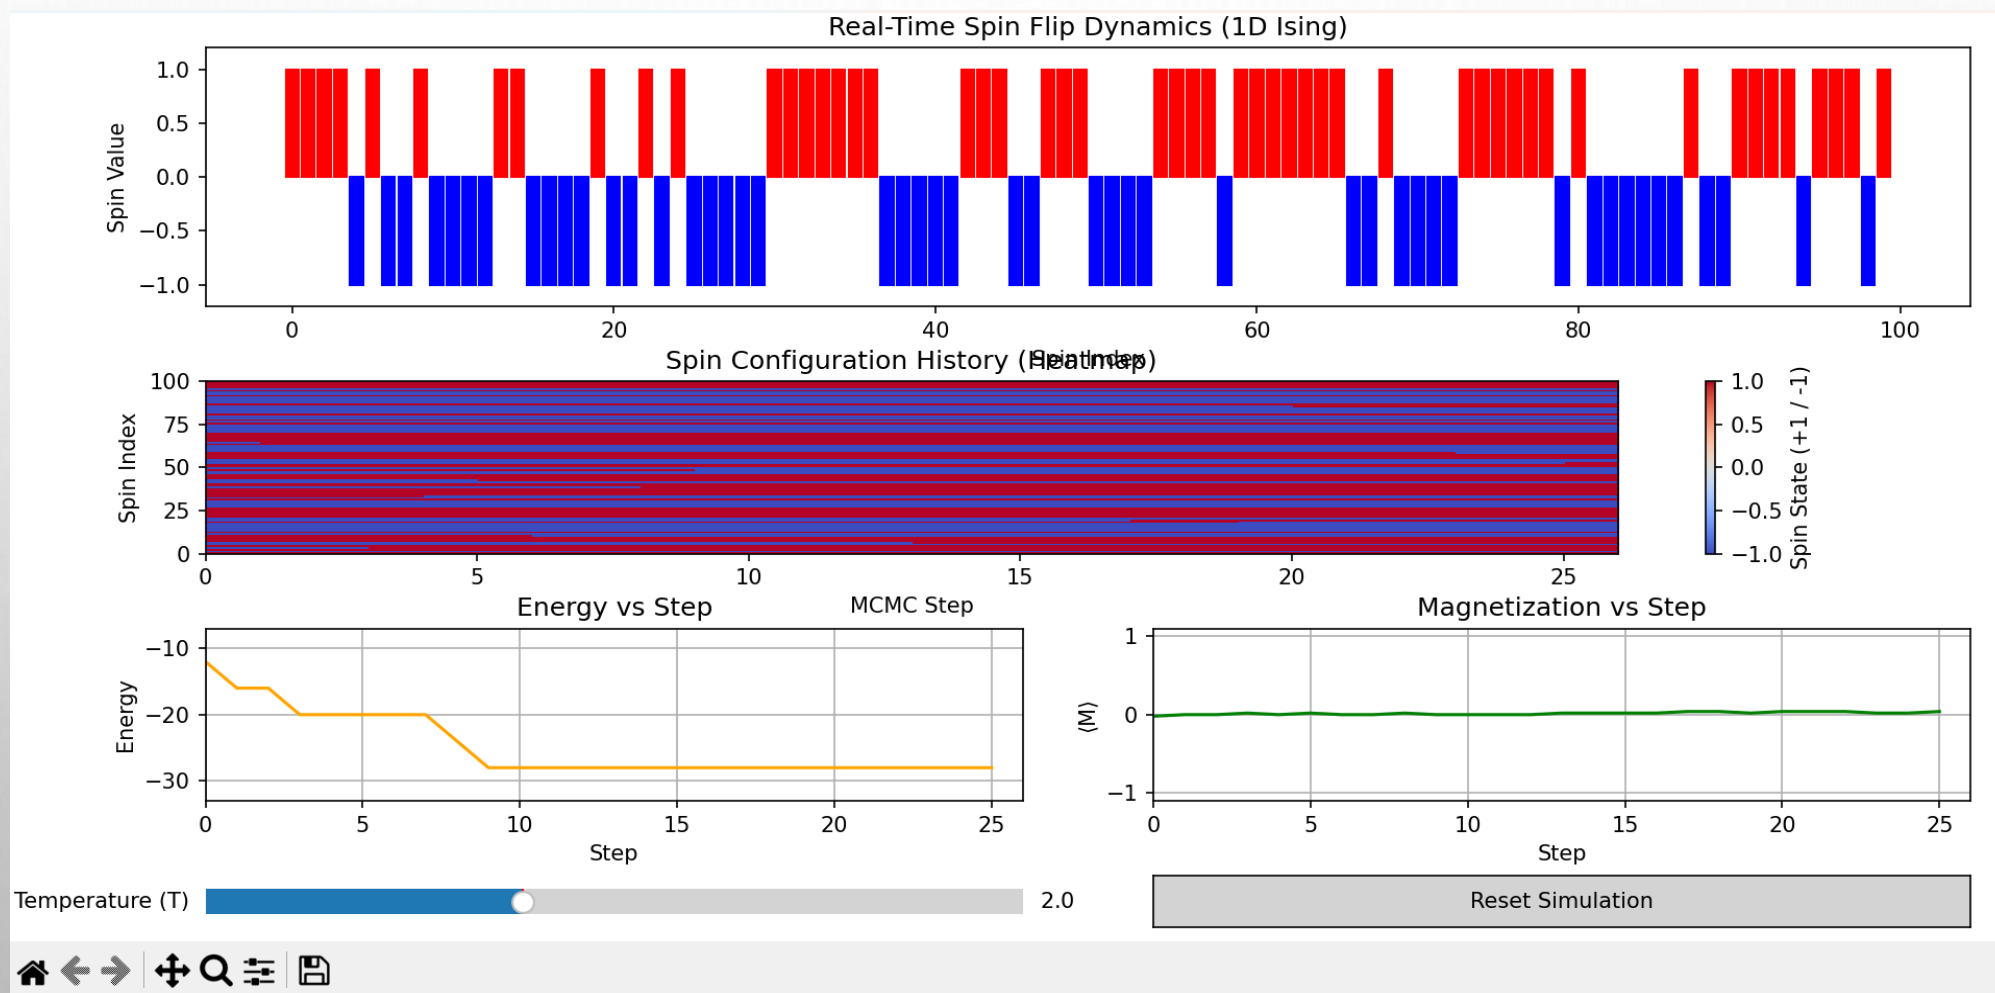 Real-Time Spin Flip Dynamics (1D Ising)
1.0
0.5
0.0
−0.5
−1.0
Spin Value
0 20 40 60 80 100
Spin Index
Spin Configuration History (Heatmap)
100
75
50
25
0
Spin Index
0 5 10 15 20 25
MCMC Step
1.0
0.5
0.0
−0.5
−1.0
Spin State (+1 / -1)
Energy vs Step
−10
−20
−30
Energy
0 5 10 15 20 25
Step
Magnetization vs Step
1
0
−1
⟨M⟩
0 5 10 15 20 25
Step
Temperature (T) 2.0
Reset Simulation